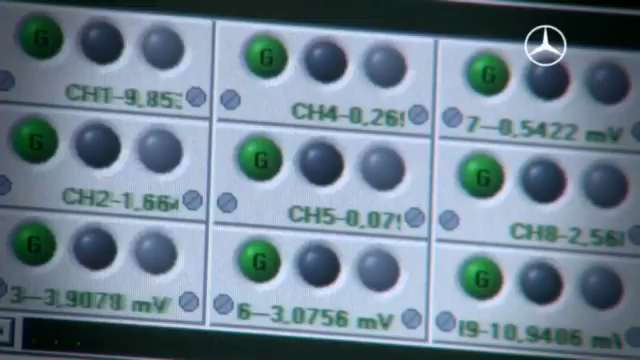 G G G
CH1-9,85
CH4-0,26
7-0,5422 mV
G G G
CH2-1,66
CH5-0,07
CH8-2,56
G G G
3-3,9078 mV
6-3,0756 mV
I9-10,9406 mV